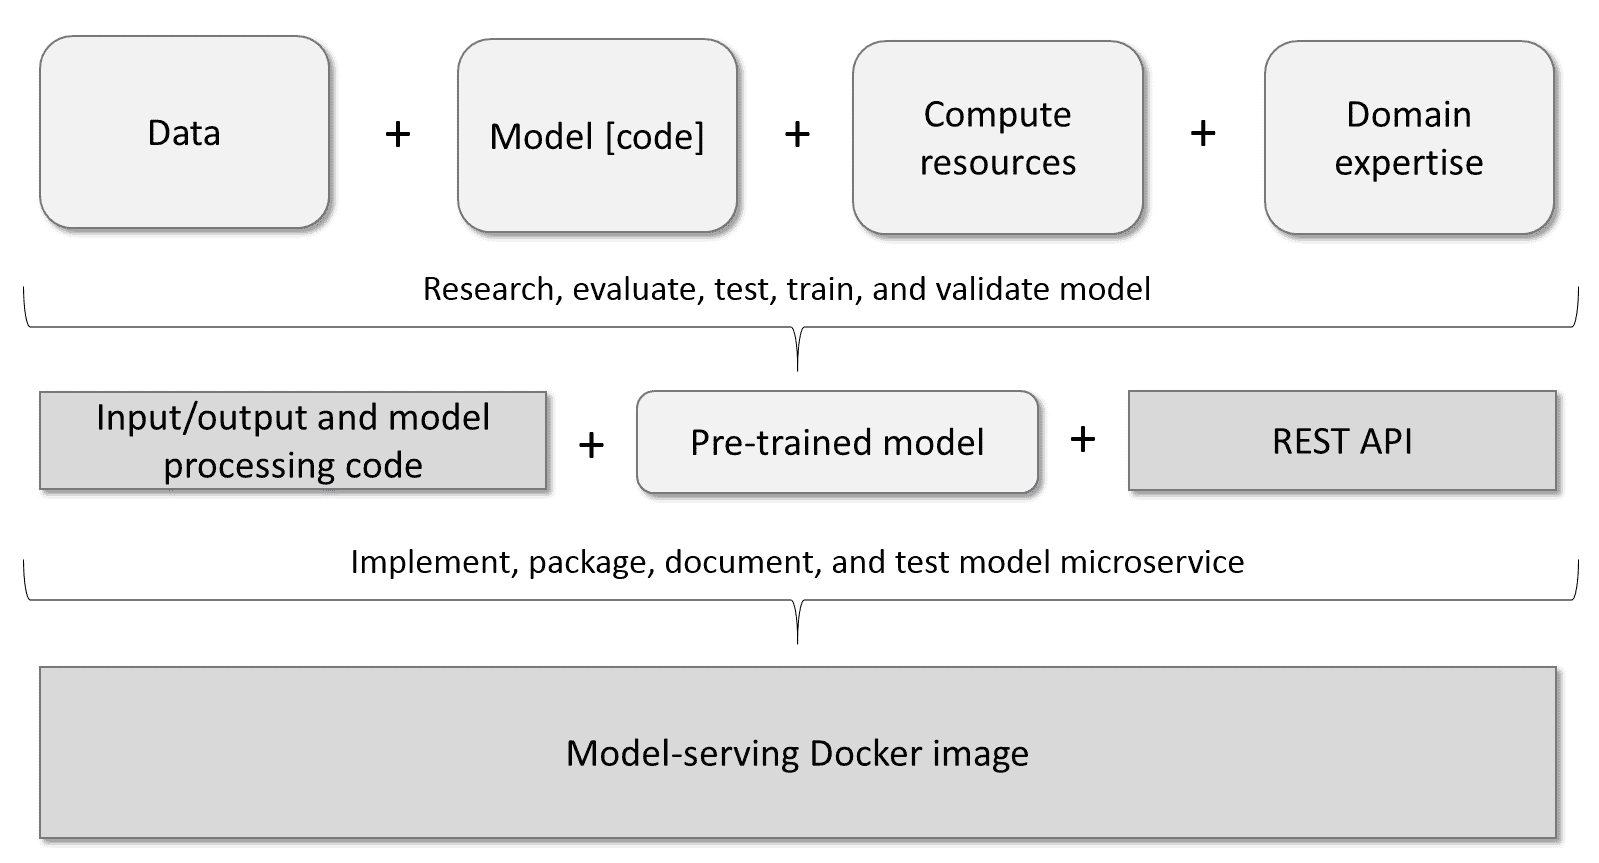 Data
+
Model [code]
+
Compute
resources
+
Domain
expertise
Research, evaluate, test, train, and validate model
Input/output and model
processing code
+
Pre-trained model
+
REST API
Implement, package, document, and test model microservice
Model-serving Docker image